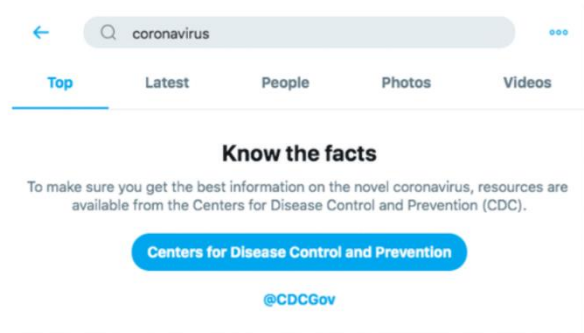 coronavirus
Top Latest People Photos Videos
Know the facts
To make sure you get the best information on the novel coronavirus, resources are
available from the Centers for Disease Control and Prevention (CDC).
Centers for Disease Control and Prevention
@CDCGov